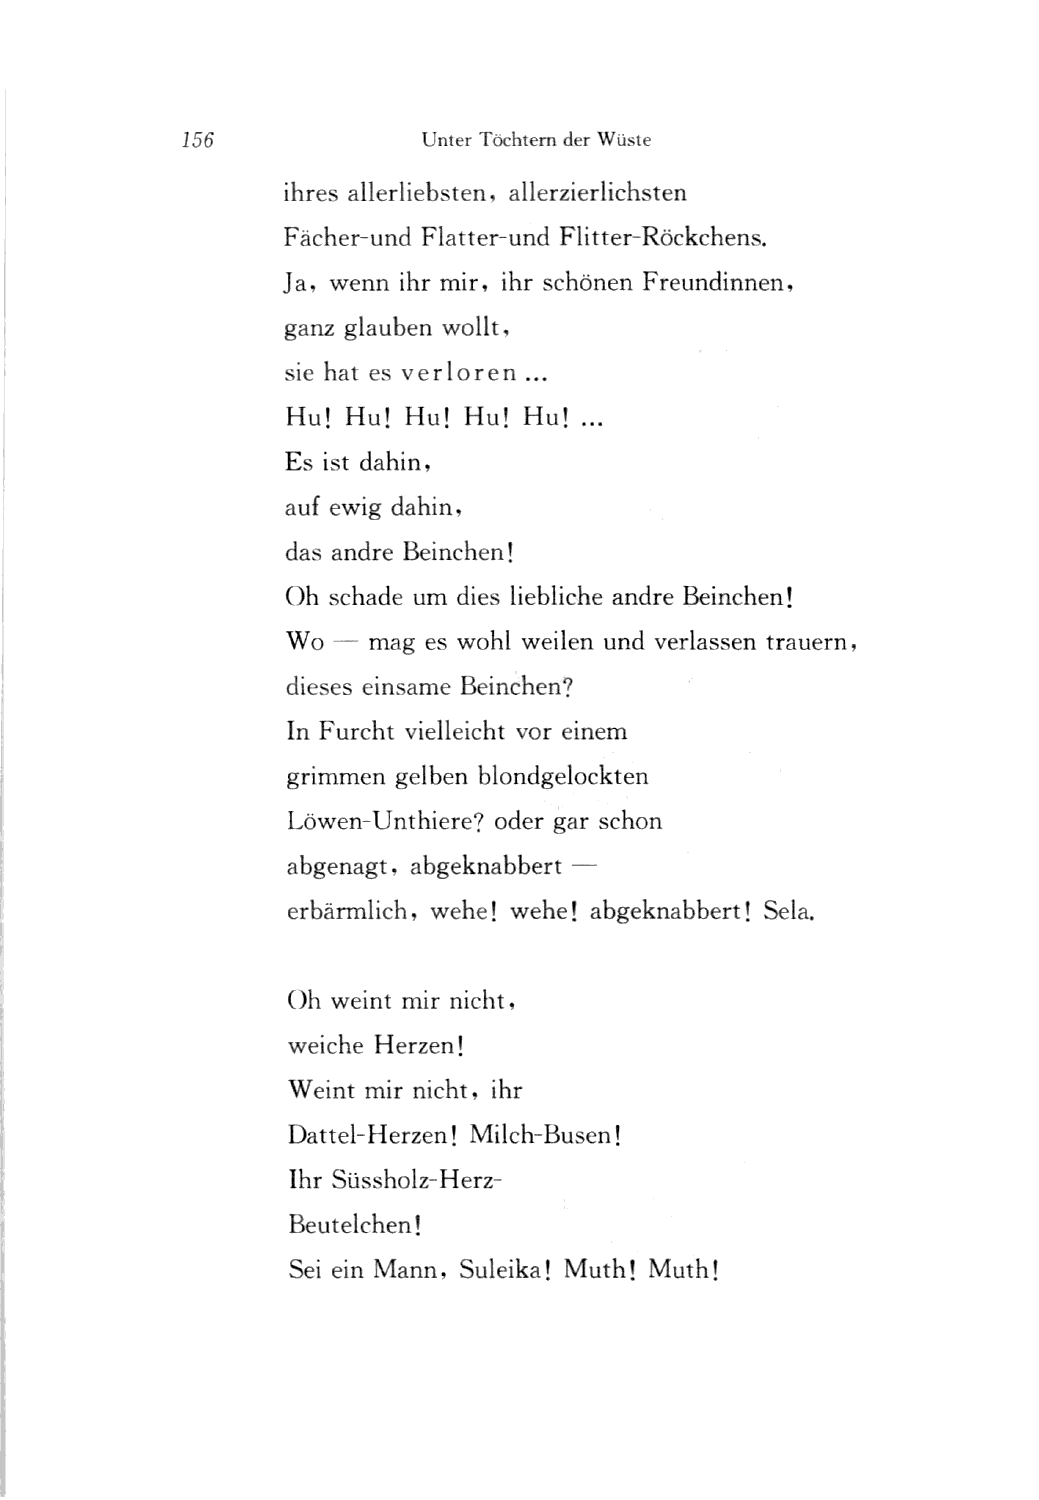 156 Unter Töchtern der Wüste
ihres allerliebsten, allerzierlichsten
Fächer-und Flatter-und Flitter-Röckchens.
Ja, wenn ihr mir, ihr schönen Freundinnen,
ganz glauben wollt,
sie hat es verloren ...
Hu! Hu! Hu! Hu! Hu! ...
Es ist dahin,
auf ewig dahin,
das andre Beinchen!
Oh schade um dies liebliche andre Beinchen!
Wo — mag es wohl weilen und verlassen trauern,
dieses einsame Beinchen?
In Furcht vielleicht vor einem
grimmen gelben blondgelockten
Löwen-Unthiere? oder gar schon
abgenagt, abgeknabbert —
erbärmlich, wehe! wehe! abgeknabbert! Sela.
Oh weint mir nicht,
weiche Herzen!
Weint mir nicht, ihr
Dattel-Herzen! Milch-Busen!
Ihr Süssholz-Herz-
Beutelchen!
Sei ein Mann, Suleika! Muth! Muth!